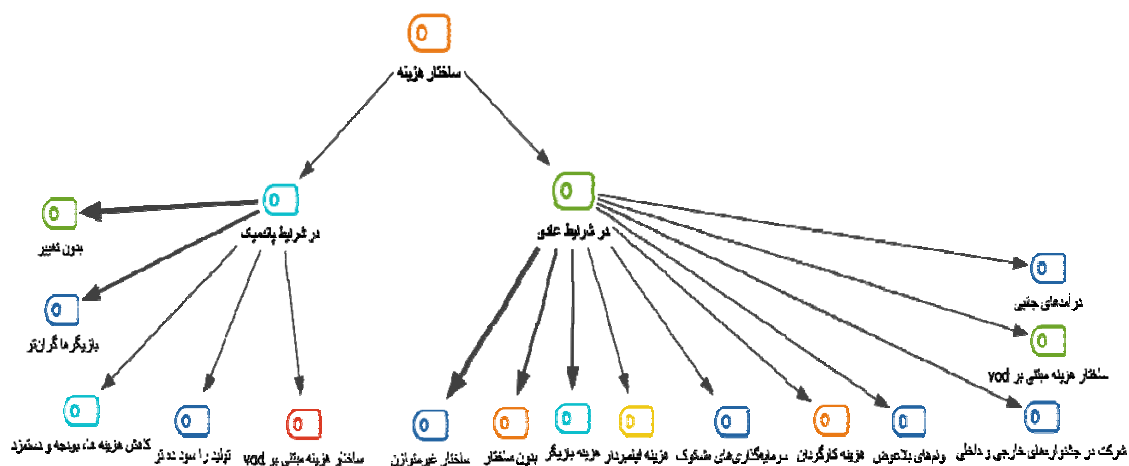 ساختار هزینه
در شرایط پاندمیک
در شرایط عادی
بدون تغییر
بازیگرها گران‌تر
کاهش هزینه ها، بودجه و دستمزد
تولید را سود ده تر
ساختار هزینه مبتنی بر vod
ساختار غیرمتوازن
بدون ساختار
هزینه بازیگر
هزینه فیلمبردار
سرمایه‌گذاری‌های مشکوک
هزینه کارگردان
وام‌های بلاعوض
شرکت در جشنواره‌های خارجی و داخلی
ساختار هزینه مبتنی بر vod
درآمدهای جانبی